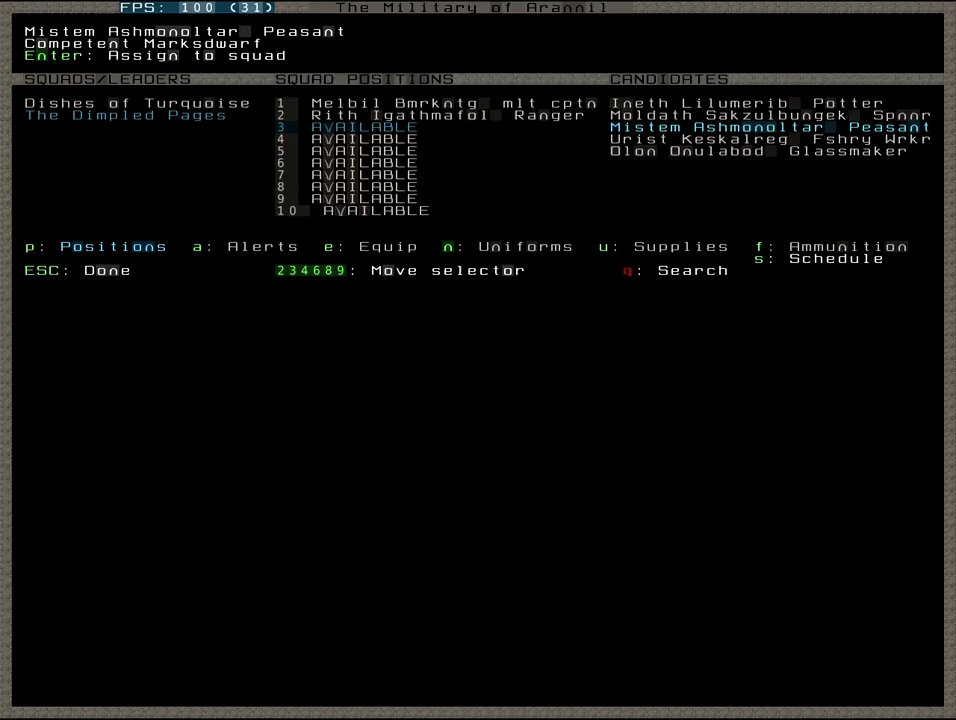 FPS: 100 (31) The Military of Arannil
Mistem Ashmonoltar Peasant
Competent Marksdwarf
Enter: Assign to squad
SQUADS/LEADERS SQUAD POSITIONS CANDIDATES
Dishes of Turquoise 1 Melbil Bmrkntg mlt cptn Ineth Lilumerib Potter
The Dimpled Pages 2 Rith Igathmafol Ranger Moldath Sakzulbungek Spnnr
3 AVAILABLE Mistem Ashmonoltar Peasant
4 AVAILABLE Urist Keskalreg Fshry Wrkr
5 AVAILABLE Olon Onulabod Glassmaker
6 AVAILABLE
7 AVAILABLE
8 AVAILABLE
9 AVAILABLE
10 AVAILABLE
p: Positions a: Alerts e: Equip n: Uniforms u: Supplies f: Ammunition
s: Schedule
ESC: Done 234689: Move selector q: Search